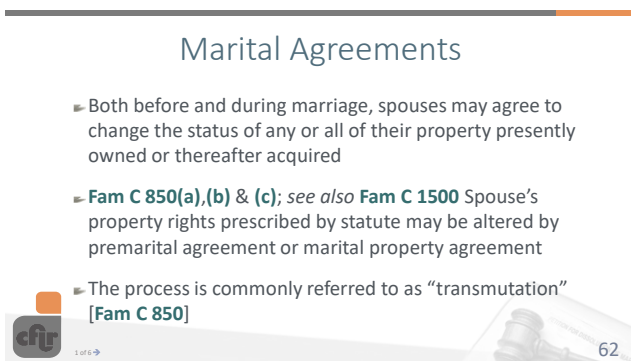 Marital Agreements
Both before and during marriage, spouses may agree to
change the status of any or all of their property presently
owned or thereafter acquired
Fam C 850(a),(b) & (c); see also Fam C 1500 Spouse’s
property rights prescribed by statute may be altered by
premarital agreement or marital property agreement
The process is commonly referred to as “transmutation”
[Fam C 850]
cflr
1 of 6 →
62